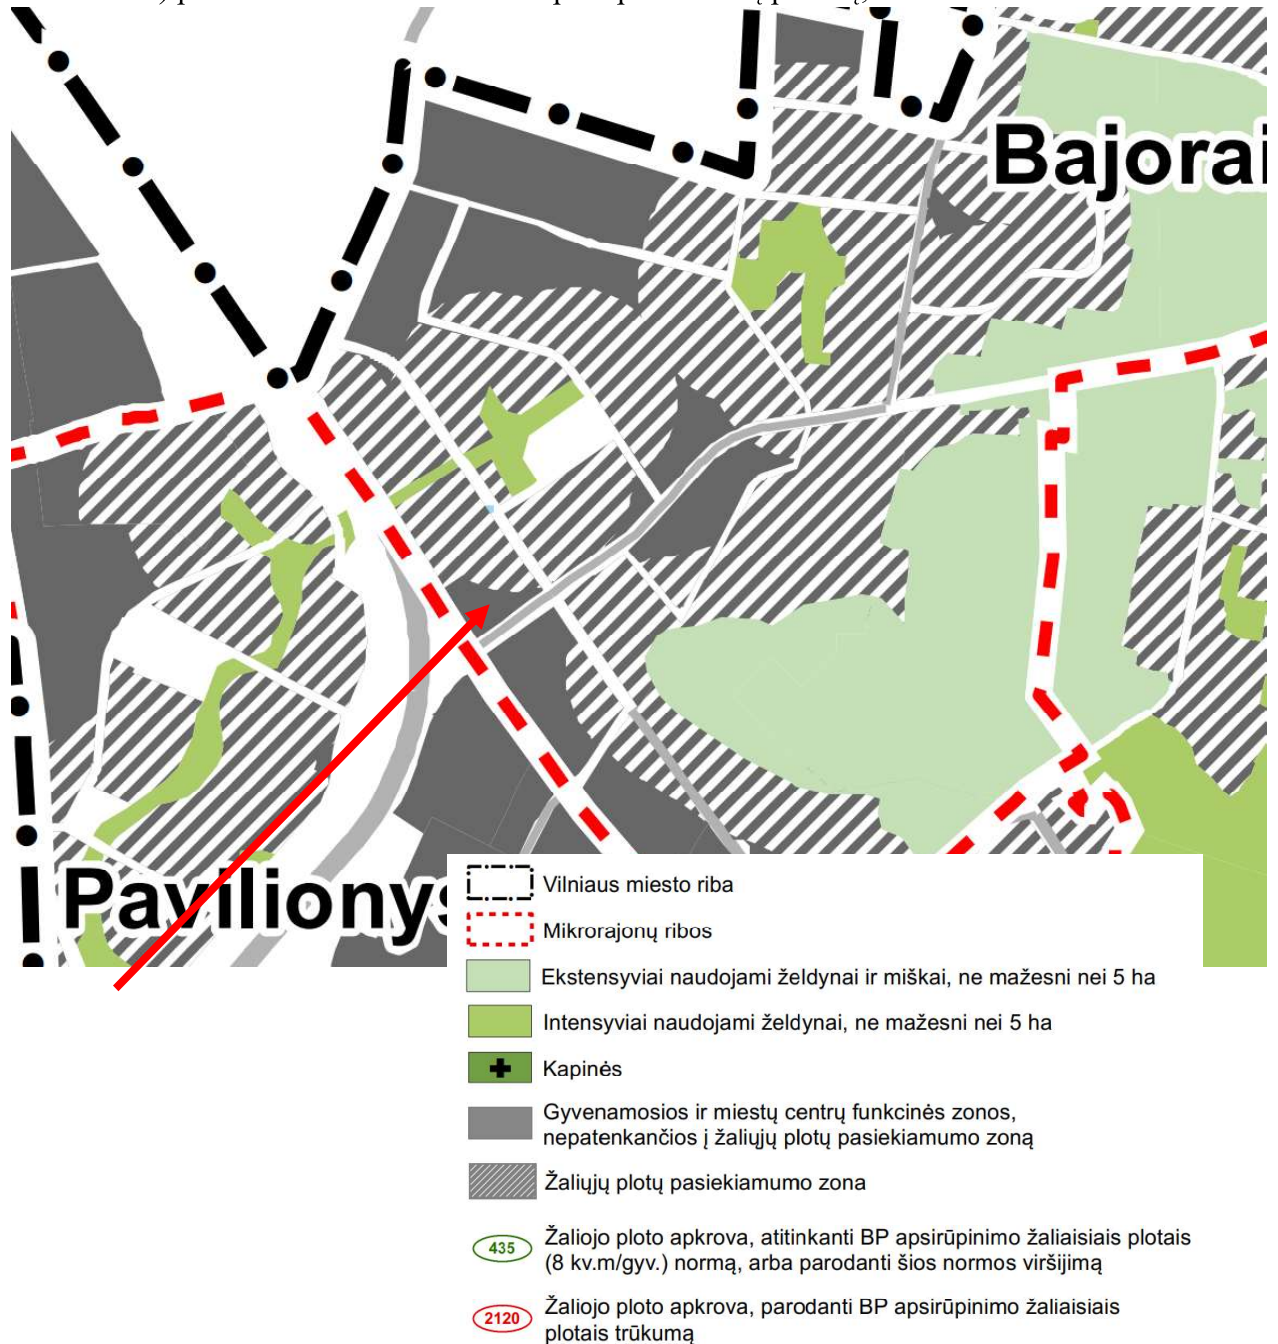 Bajorai
Pavilionys
Vilniaus miesto riba
Mikrorajonų ribos
Ekstensyviai naudojami želdynai ir miškai, ne mažesni nei 5 ha
Intensyviai naudojami želdynai, ne mažesni nei 5 ha
Kapinės
Gyvenamosios ir miestų centrų funkcinės zonos,
nepatenkančios į žaliųjų plotų pasiekiamumo zoną
Žaliųjų plotų pasiekiamumo zona
435 Žaliojo ploto apkrova, atitinkanti BP apsirūpinimo žaliaisiais plotais
(8 kv.m/gyv.) normą, arba parodanti šios normos viršijimą
2120 Žaliojo ploto apkrova, parodanti BP apsirūpinimo žaliaisiais
plotais trūkumą